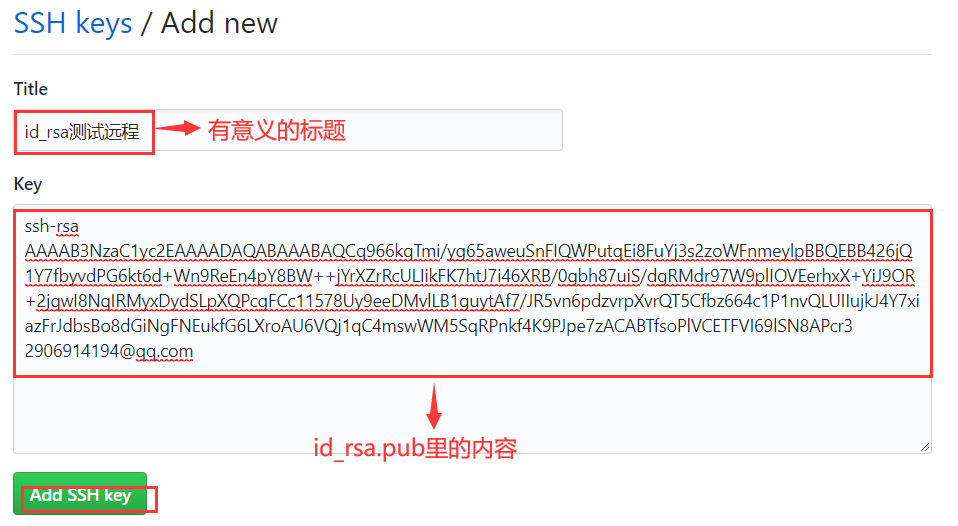 SSH keys / Add new
Title
id_rsa测试远程
有意义的标题
Key
ssh-rsa
AAAAB3NzaC1yc2EAAAADAQABAAABAQCq966kqTmi/yg65aweuSnFIQWPutqEi8FuYj3s2zoWFnmeylpBBQEBB426jQ
1Y7fbyvdPG6kt6d+Wn9ReEn4pY8BW++jYrXZrRcULIikFK7htJ7i46XRB/0qbh87uiS/dqRMdr97W9plIOVEerhxX+YiJ9OR
+2jqwI8NqIRMyxDydSLpXQPcgFCc11578Uy9eeDMvlLB1guytAf7/JR5vn6pdzvrpXvrQT5Cfbz664c1P1nvQLUIIujkJ4Y7xi
azFrJdbsBo8dGiNgFNEukfG6LXroAU6VQj1qC4mswWM5SqRPnkf4K9PJpe7zACABTfsoPlVCETFVI69lSN8APcr3
2906914194@qq.com
id_rsa.pub里的内容
Add SSH key